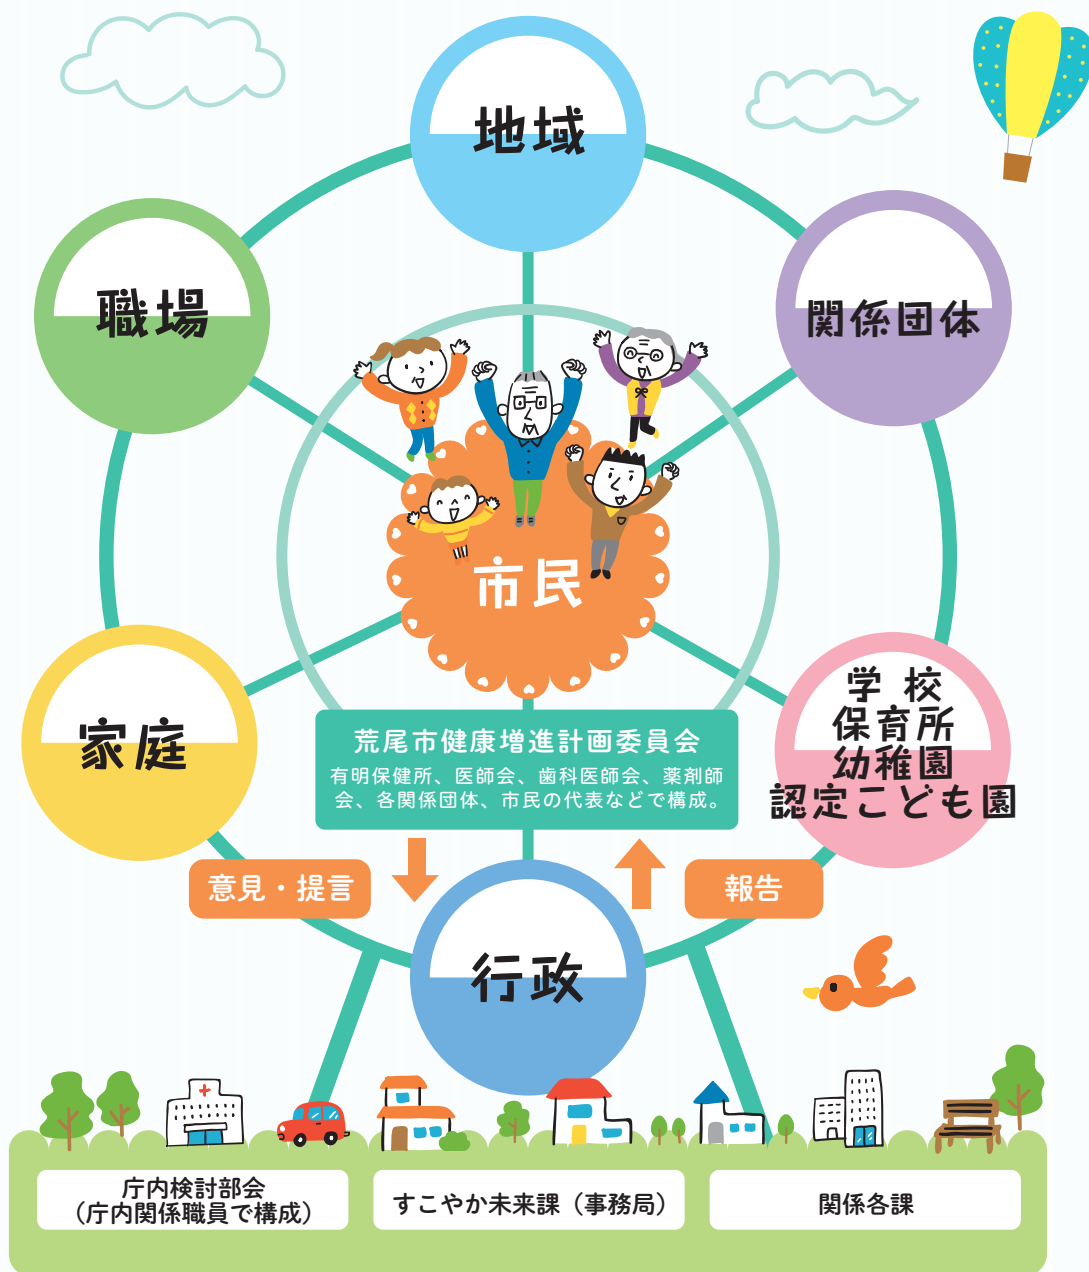 地域
職場
関係団体
市民
家庭
学 校
保育所
幼稚園
認定こども園
荒尾市健康増進計画委員会
有明保健所、医師会、歯科医師会、薬剤師
会、各関係団体、市民の代表などで構成。
意見・提言
報告
行政
庁内検討部会
（庁内関係職員で構成）
すこやか未来課（事務局）
関係各課